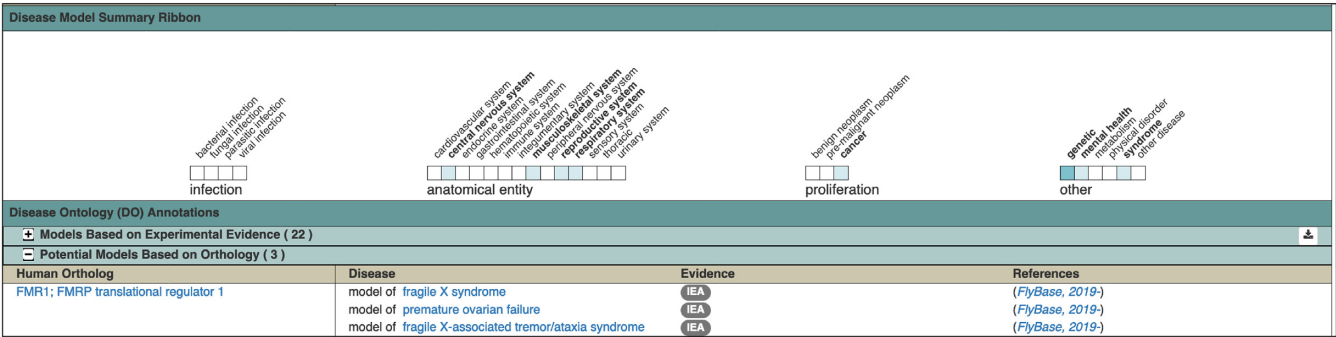 Disease Model Summary Ribbon
bacterial infection
fungal infection
parasitic infection
viral infection
infection
cardiovascular system
central nervous system
endocrine system
gastrointestinal system
hematopoietic system
immune system
integumentary system
musculoskeletal system
peripheral nervous system
reproductive system
respiratory system
sensory system
thoracic
urinary system
anatomical entity
benign neoplasm
pre-malignant neoplasm
cancer
proliferation
genetic
mental health
metabolism
physical disorder
syndrome
other disease
other
Disease Ontology (DO) Annotations
+ Models Based on Experimental Evidence ( 22 )
− Potential Models Based on Orthology ( 3 )
Human Ortholog Disease Evidence References
FMR1; FMRP translational regulator 1 model of fragile X syndrome IEA (FlyBase, 2019-)
model of premature ovarian failure IEA (FlyBase, 2019-)
model of fragile X-associated tremor/ataxia syndrome IEA (FlyBase, 2019-)